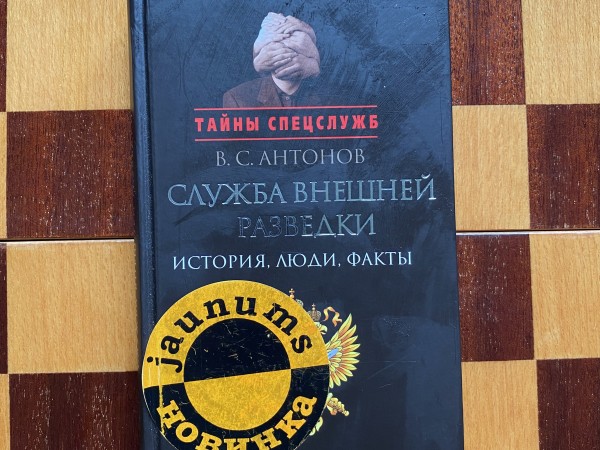 ТАЙНЫ СПЕЦСЛУЖБ
В. С. АНТОНОВ
СЛУЖБА ВНЕШНЕЙ
РАЗВЕДКИ
ИСТОРИЯ, ЛЮДИ, ФАКТЫ
jaunums
НОВИНКА